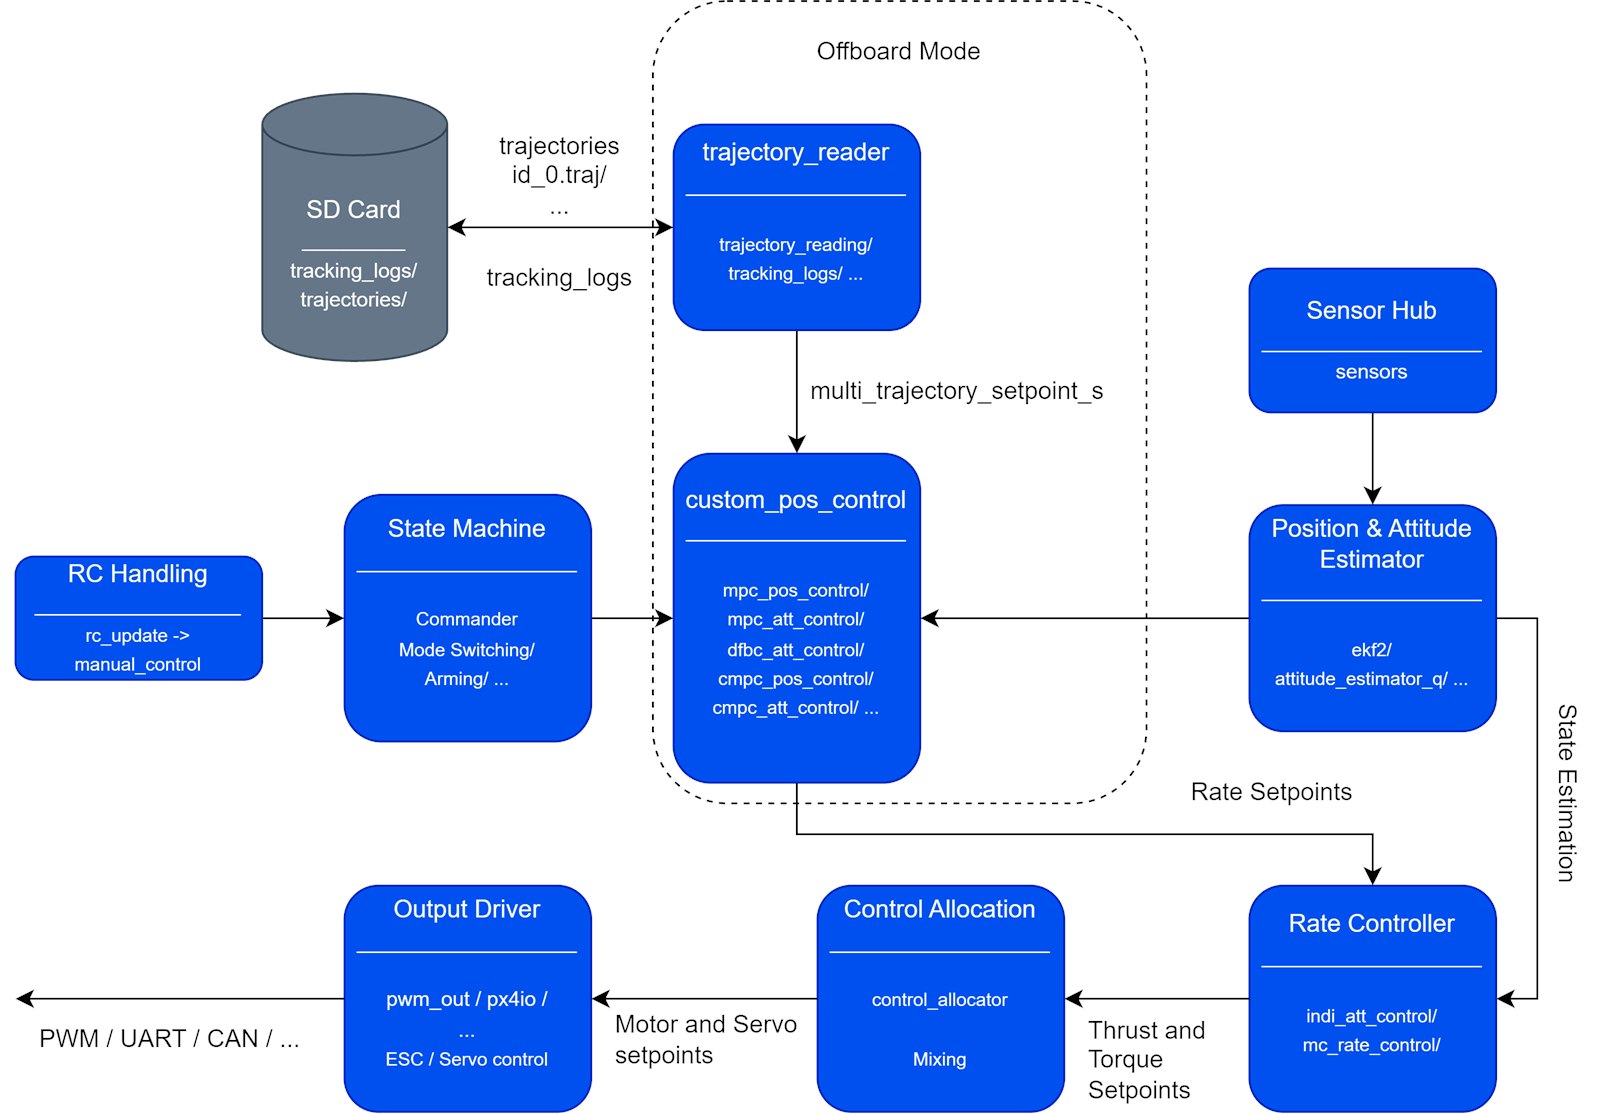 Offboard Mode
trajectories
id_0.traj/
...
tracking_logs
SD Card
tracking_logs/
trajectories/
trajectory_reader
trajectory_reading/
tracking_logs/ ...
multi_trajectory_setpoint_s
Sensor Hub
sensors
RC Handling
rc_update ->
manual_control
State Machine
Commander
Mode Switching/
Arming/ ...
custom_pos_control
mpc_pos_control/
mpc_att_control/
dfbc_att_control/
cmpc_pos_control/
cmpc_att_control/ ...
Position & Attitude
Estimator
ekf2/
attitude_estimator_q/ ...
State Estimation
Rate Setpoints
Rate Controller
indi_att_control/
mc_rate_control/
Thrust and
Torque
Setpoints
Control Allocation
control_allocator
Mixing
Motor and Servo
setpoints
Output Driver
pwm_out / px4io /
...
ESC / Servo control
PWM / UART / CAN / ...